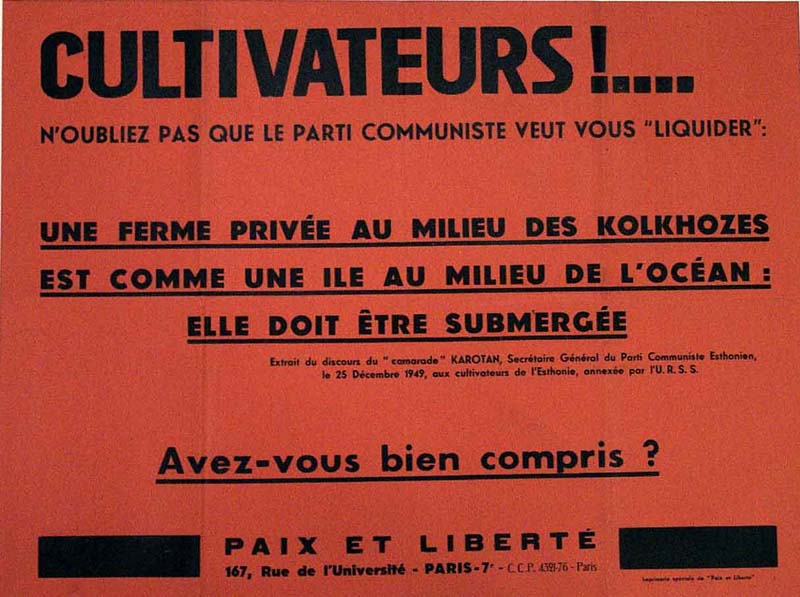 CULTIVATEURS !....
N'OUBLIEZ PAS QUE LE PARTI COMMUNISTE VEUT VOUS "LIQUIDER":
UNE FERME PRIVÉE AU MILIEU DES KOLKHOZES
EST COMME UNE ILE AU MILIEU DE L'OCÉAN :
ELLE DOIT ÊTRE SUBMERGÉE
Extrait du discours du "camarade" KAROTAN, Secrétaire Général du Parti Communiste Esthonien,
le 25 Décembre 1949, aux cultivateurs de l'Esthonie, annexée par l'U.R.S.S.
Avez-vous bien compris ?
PAIX ET LIBERTÉ
167, Rue de l'Université - PARIS-7ᵉ - C.C.P. 4391-76 - Paris
Imprimerie spéciale de "Paix et Liberté"